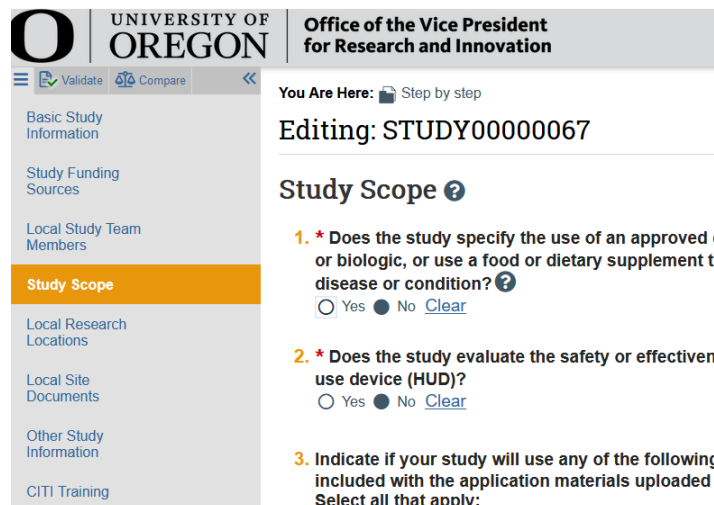 UNIVERSITY OF
OREGON
Office of the Vice President
for Research and Innovation
Validate Compare
Basic Study
Information
Study Funding
Sources
Local Study Team
Members
Study Scope
Local Research
Locations
Local Site
Documents
Other Study
Information
CITI Training
You Are Here: Step by step
Editing: STUDY00000067
Study Scope
1. * Does the study specify the use of an approved
or biologic, or use a food or dietary supplement
disease or condition?
Yes No Clear
2. * Does the study evaluate the safety or
use device (HUD)?
Yes No Clear
3. Indicate if your study will use any of the following
included with the application materials uploaded
Select all that apply: